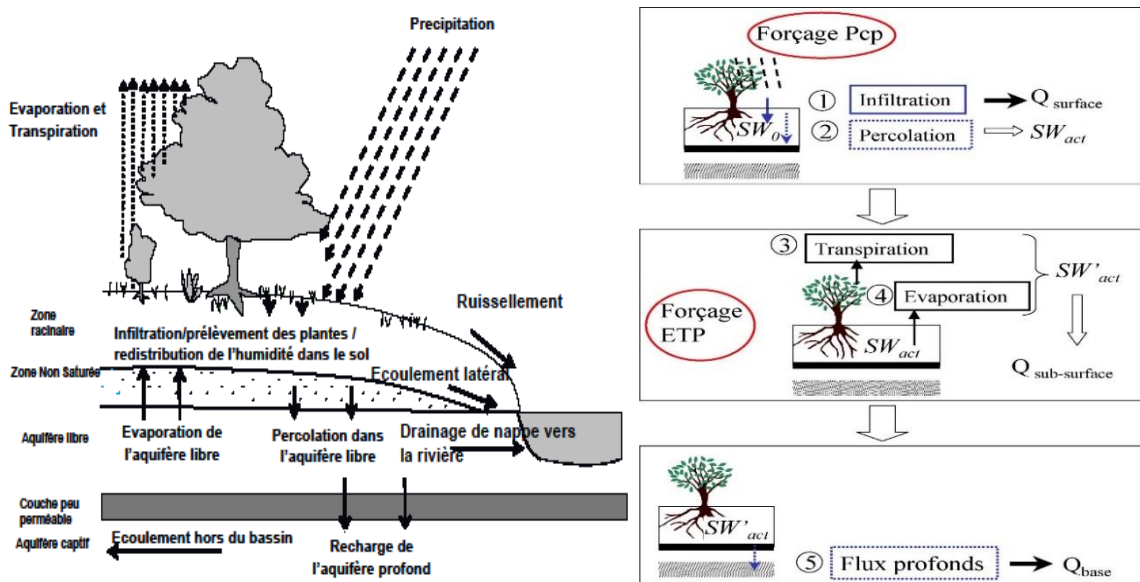 Precipitation
Evaporation et
Transpiration
Ruissellement
Zone
racinaire
Infiltration/prélèvement des plantes /
redistribution de l'humidité dans le sol
Zone Non Saturée
Ecoulement latéral
Aquifère libre
Evaporation de
l'aquifère libre
Percolation dans
l'aquifère libre
Drainage de nappe vers
la rivière
Couche peu
perméable
Aquifère captif
Ecoulement hors du bassin
Recharge de
l'aquifère profond
Forçage Pcp
1 Infiltration Q surface
SW0
2 Percolation SWact
3 Transpiration
SW'act
4 Evaporation
Forçage
ETP
SWact
Q sub-surface
SW'act
5 Flux profonds Qbase